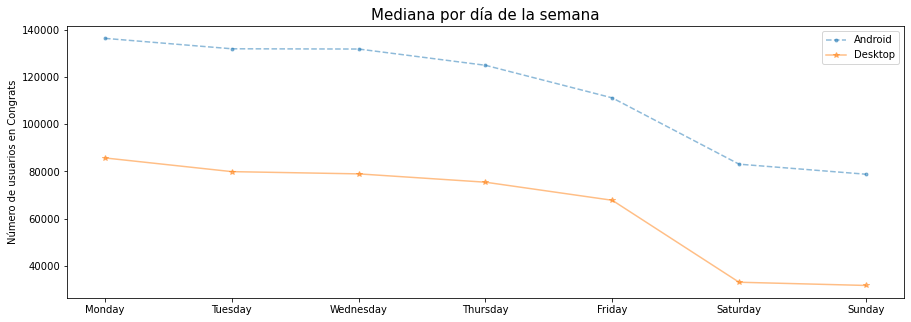 Mediana por día de la semana
Número de usuarios en Congrats
140000
120000
100000
80000
60000
40000
Android
Desktop
Monday
Tuesday
Wednesday
Thursday
Friday
Saturday
Sunday